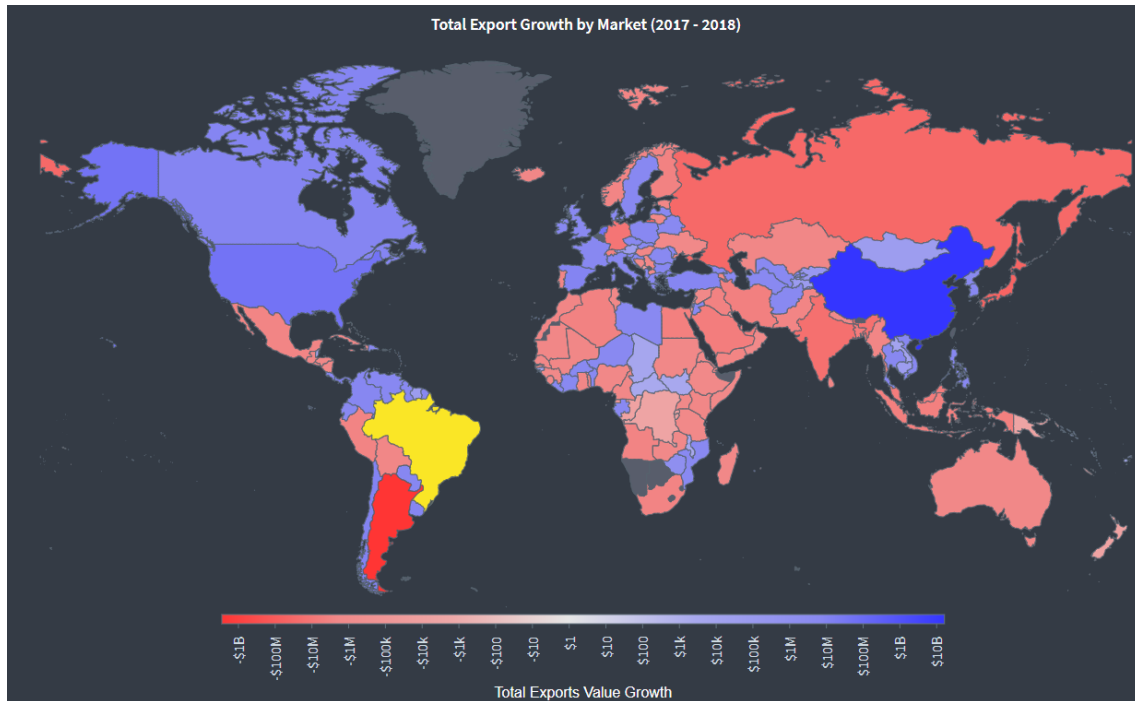 Total Export Growth by Market (2017 - 2018)
-$1B
-$100M
-$10M
-$1M
-$100k
-$10k
-$1k
-$100
-$10
$1
$10
$100
$1k
$10k
$100k
$1M
$10M
$100M
$1B
$10B
Total Exports Value Growth